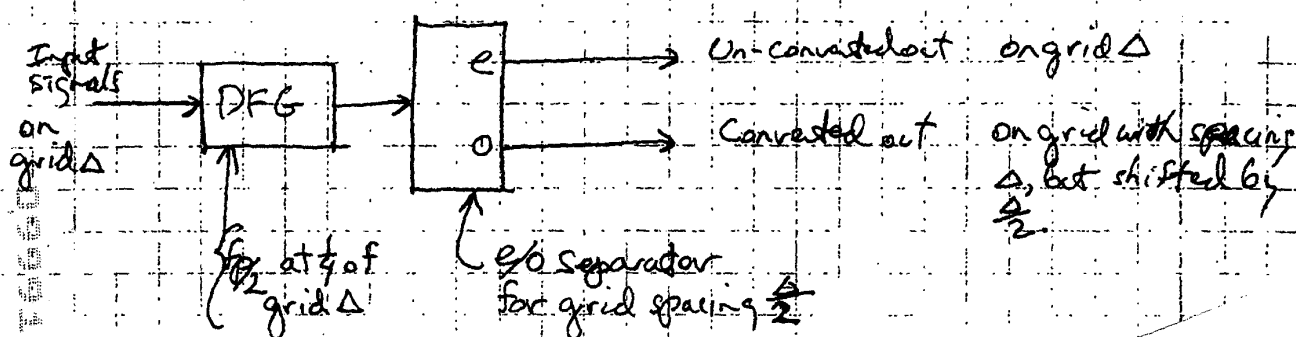 Input
signals
on
grid Δ
DFG
e
o
Un-converted out on grid Δ
Converted out on grid with spacing
Δ, but shifted by
Δ/2.
fp/2 at 1/4 of
grid Δ
e/o separator
for grid spacing Δ/2